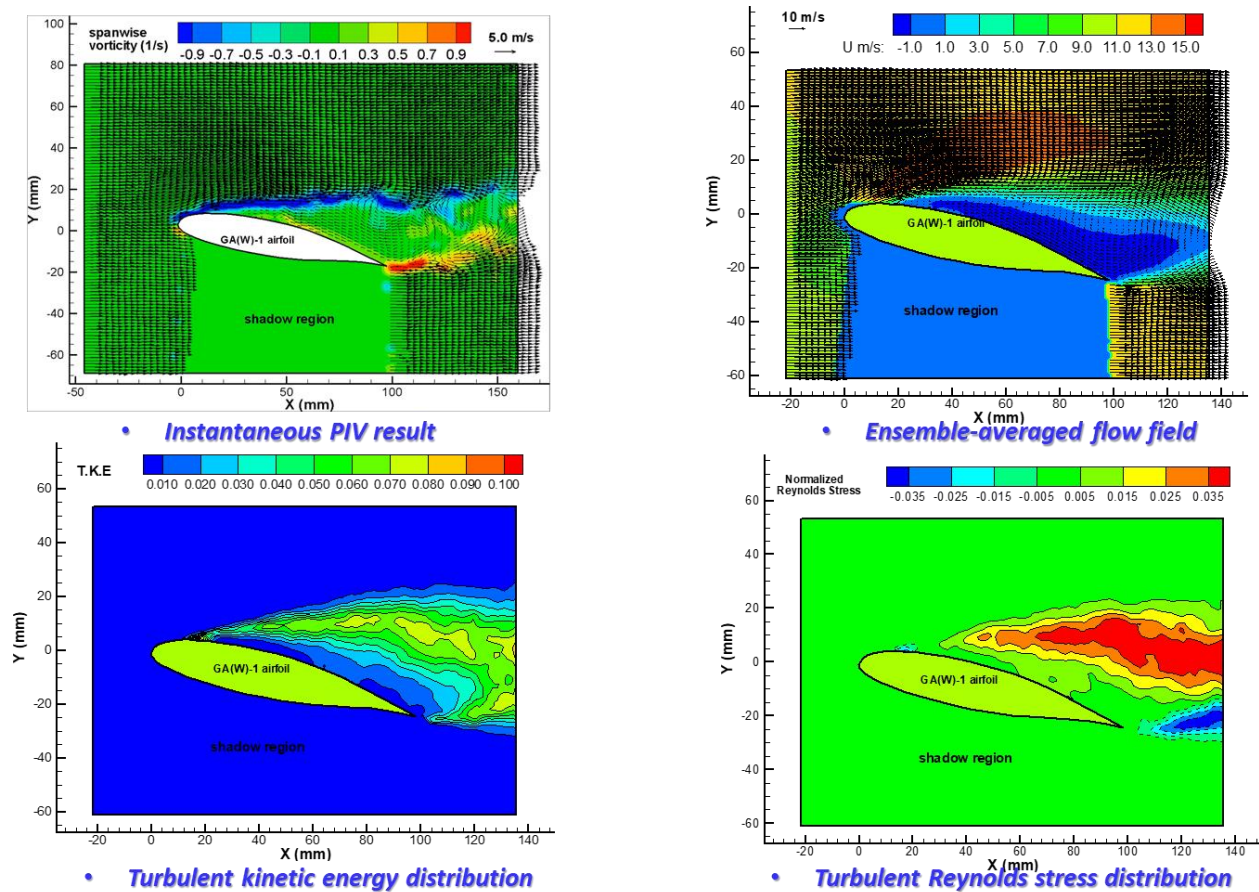 spanwise
vorticity (1/s)
-0.9 -0.7 -0.5 -0.3 -0.1 0.1 0.3 0.5 0.7 0.9
5.0 m/s
100
80
60
40
20
0
-20
-40
-60
Y (mm)
GA(W)-1 airfoil
shadow region
-50 0 50 100 150
X (mm)
• Instantaneous PIV result
10 m/s
U m/s: -1.0 1.0 3.0 5.0 7.0 9.0 11.0 13.0 15.0
60
40
20
0
-20
-40
-60
Y (mm)
GA(W)-1 airfoil
shadow region
-20 0 20 40 60 80 100 120 140
X (mm)
• Ensemble-averaged flow field
T.K.E
0.010 0.020 0.030 0.040 0.050 0.060 0.070 0.080 0.090 0.100
60
40
20
0
-20
-40
-60
Y (mm)
GA(W)-1 airfoil
shadow region
-20 0 20 40 60 80 100 120 140
X (mm)
• Turbulent kinetic energy distribution
Normalized
Reynolds Stress
-0.035 -0.025 -0.015 -0.005 0.005 0.015 0.025 0.035
60
40
20
0
-20
-40
-60
Y (mm)
GA(W)-1 airfoil
shadow region
-20 0 20 40 60 80 100 120 140
X (mm)
• Turbulent Reynolds stress distribution